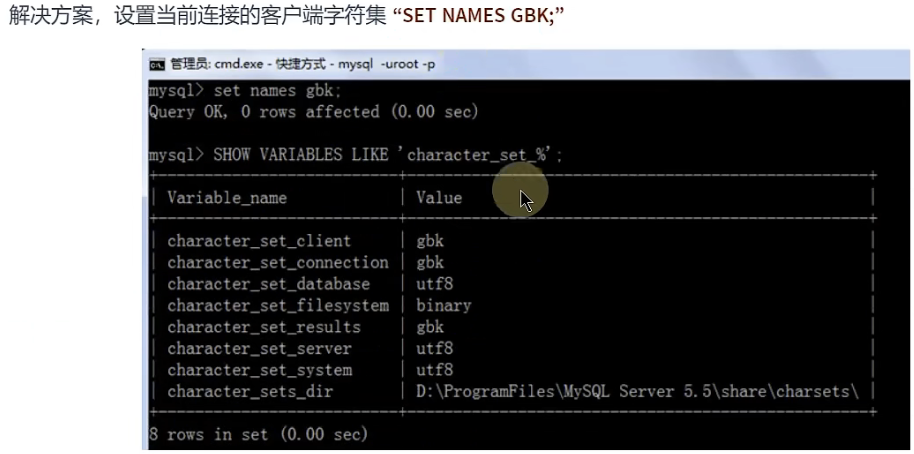 解决方案，设置当前连接的客户端字符集 “SET NAMES GBK;”
管理员: cmd.exe - 快捷方式 - mysql -uroot -p
mysql> set names gbk;
Query OK, 0 rows affected (0.00 sec)
mysql> SHOW VARIABLES LIKE 'character_set_%';
| Variable_name | Value |
| character_set_client | gbk |
| character_set_connection | gbk |
| character_set_database | utf8 |
| character_set_filesystem | binary |
| character_set_results | gbk |
| character_set_server | utf8 |
| character_set_system | utf8 |
| character_sets_dir | D:\ProgramFiles\MySQL Server 5.5\share\charsets\ |
8 rows in set (0.00 sec)